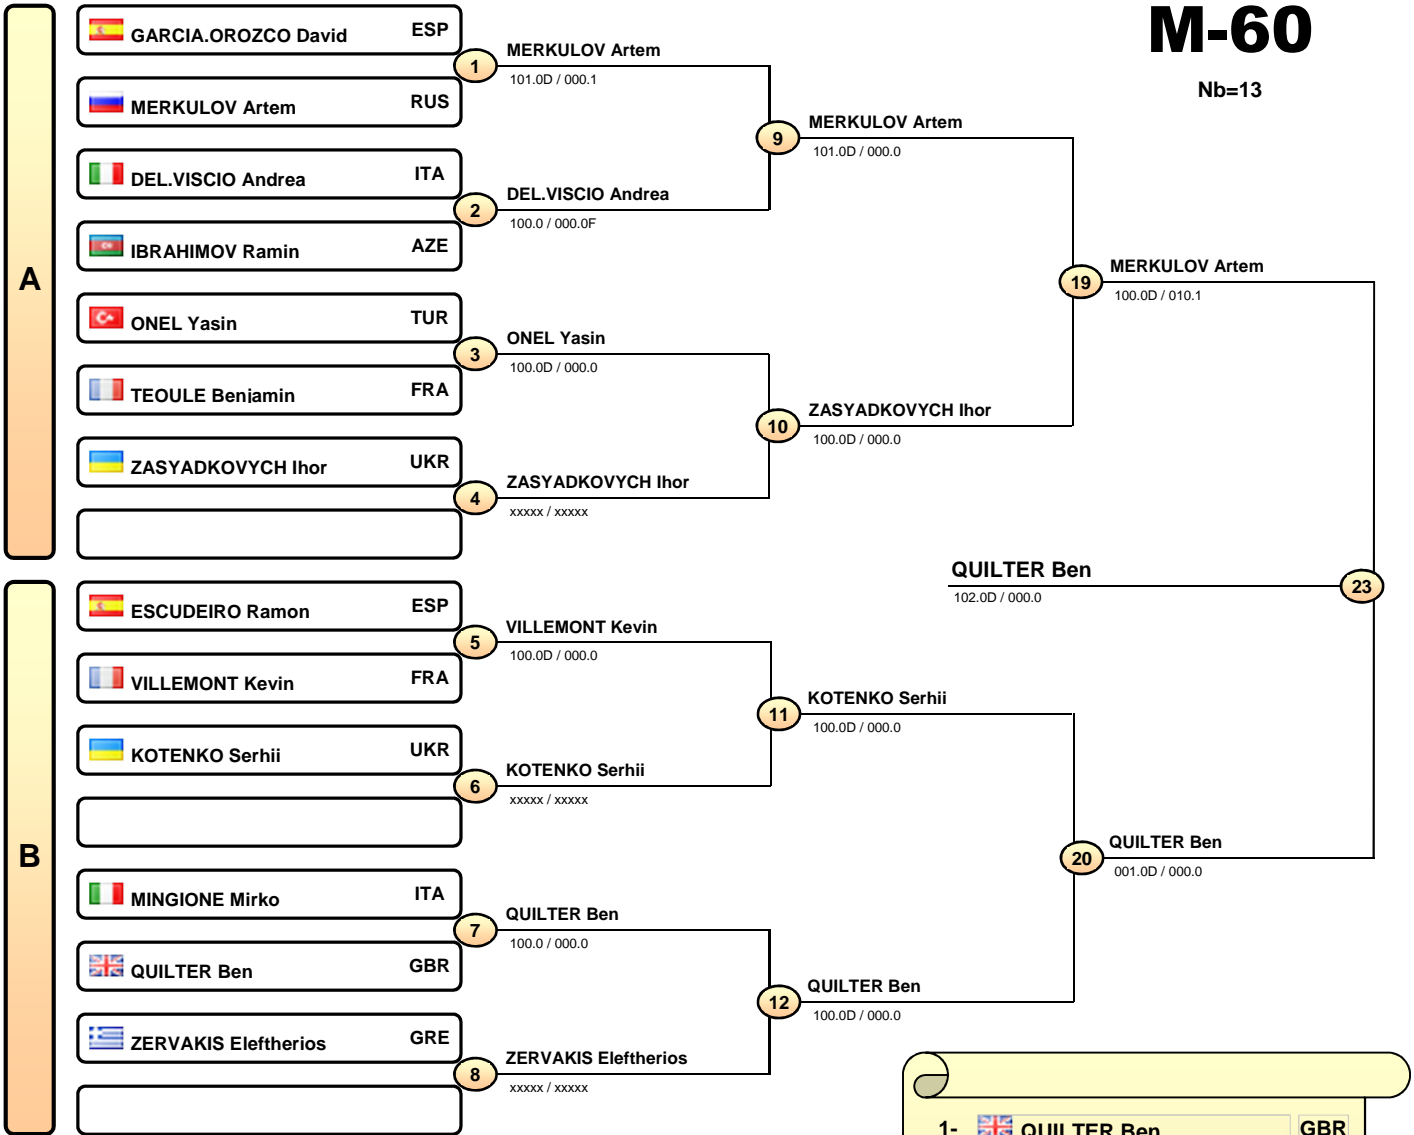 M-60
Nb=13
A
GARCIA.OROZCO David ESP
MERKULOV Artem RUS
DEL.VISCIO Andrea ITA
IBRAHIMOV Ramin AZE
ONEL Yasin TUR
TEOULE Benjamin FRA
ZASYADKOVYCH Ihor UKR
B
ESCUDEIRO Ramon ESP
VILLEMONT Kevin FRA
KOTENKO Serhii UKR
MINGIONE Mirko ITA
QUILTER Ben GBR
ZERVAKIS Eleftherios GRE
1
MERKULOV Artem
101.0D / 000.1
2
DEL.VISCIO Andrea
100.0 / 000.0F
3
ONEL Yasin
100.0D / 000.0
4
ZASYADKOVYCH Ihor
xxxxx / xxxxx
5
VILLEMONT Kevin
100.0D / 000.0
6
KOTENKO Serhii
xxxxx / xxxxx
7
QUILTER Ben
100.0 / 000.0
8
ZERVAKIS Eleftherios
xxxxx / xxxxx
9
MERKULOV Artem
101.0D / 000.0
10
ZASYADKOVYCH Ihor
100.0D / 000.0
11
KOTENKO Serhii
100.0D / 000.0
12
QUILTER Ben
100.0D / 000.0
19
MERKULOV Artem
100.0D / 010.1
20
QUILTER Ben
001.0D / 000.0
23
QUILTER Ben
102.0D / 000.0
1- QUILTER Ben GBR